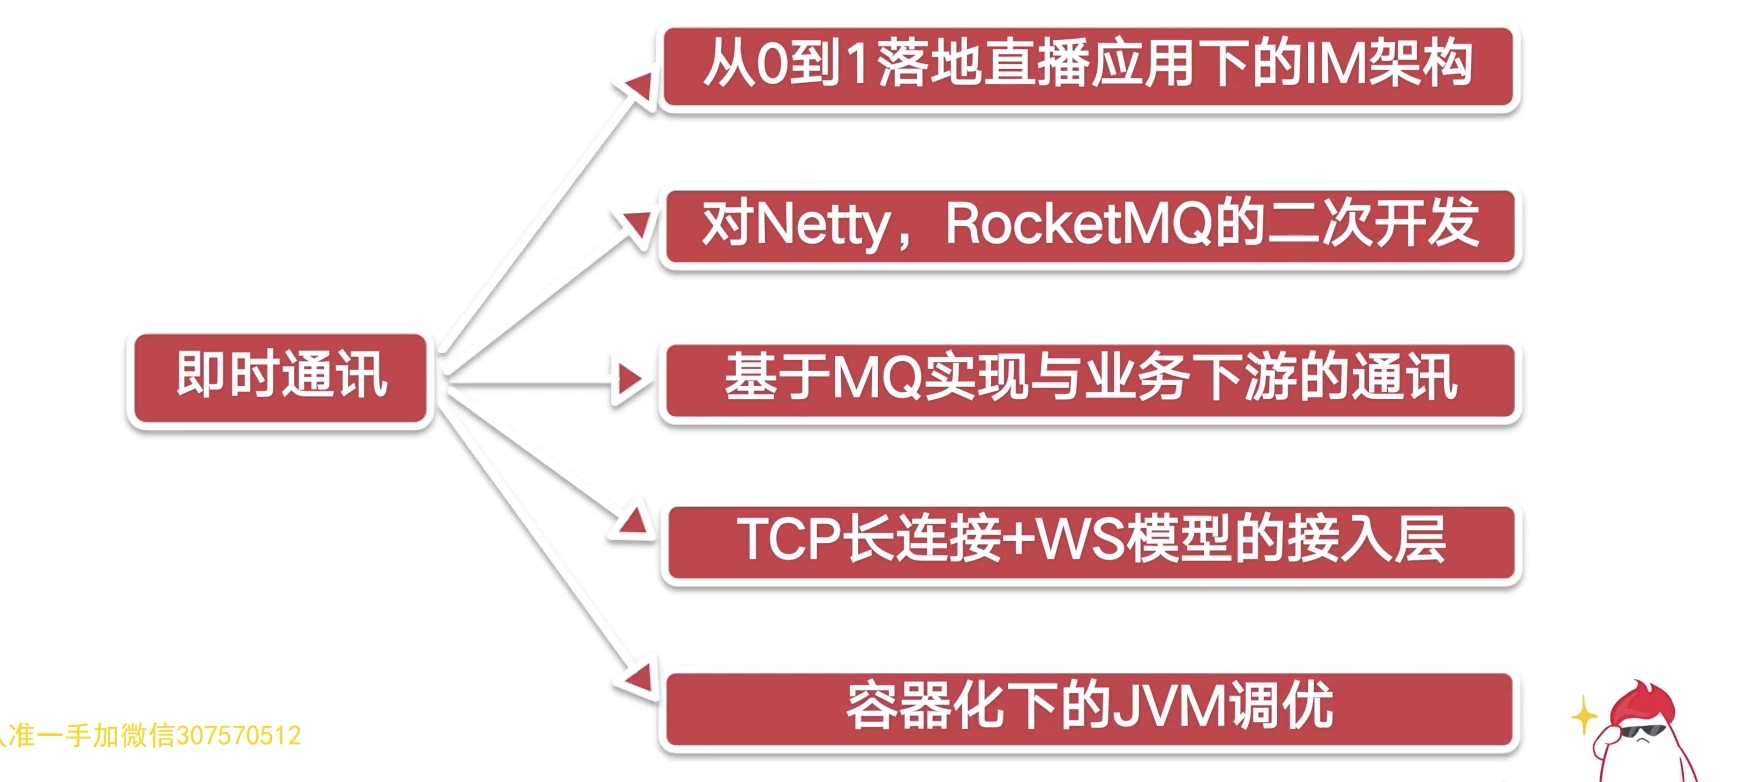 从0到1落地直播应用下的IM架构
对Netty，RocketMQ的二次开发
即时通讯
基于MQ实现与业务下游的通讯
TCP长连接+WS模型的接入层
容器化下的JVM调优
准一手加微信307570512